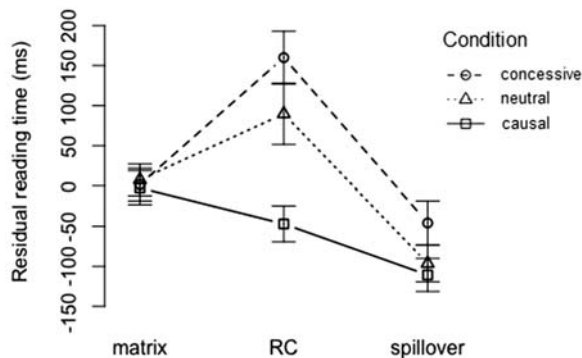 Residual reading time (ms)
200
150
100
50
0
-50
-100
-150
matrix RC spillover
Condition
concessive
neutral
causal